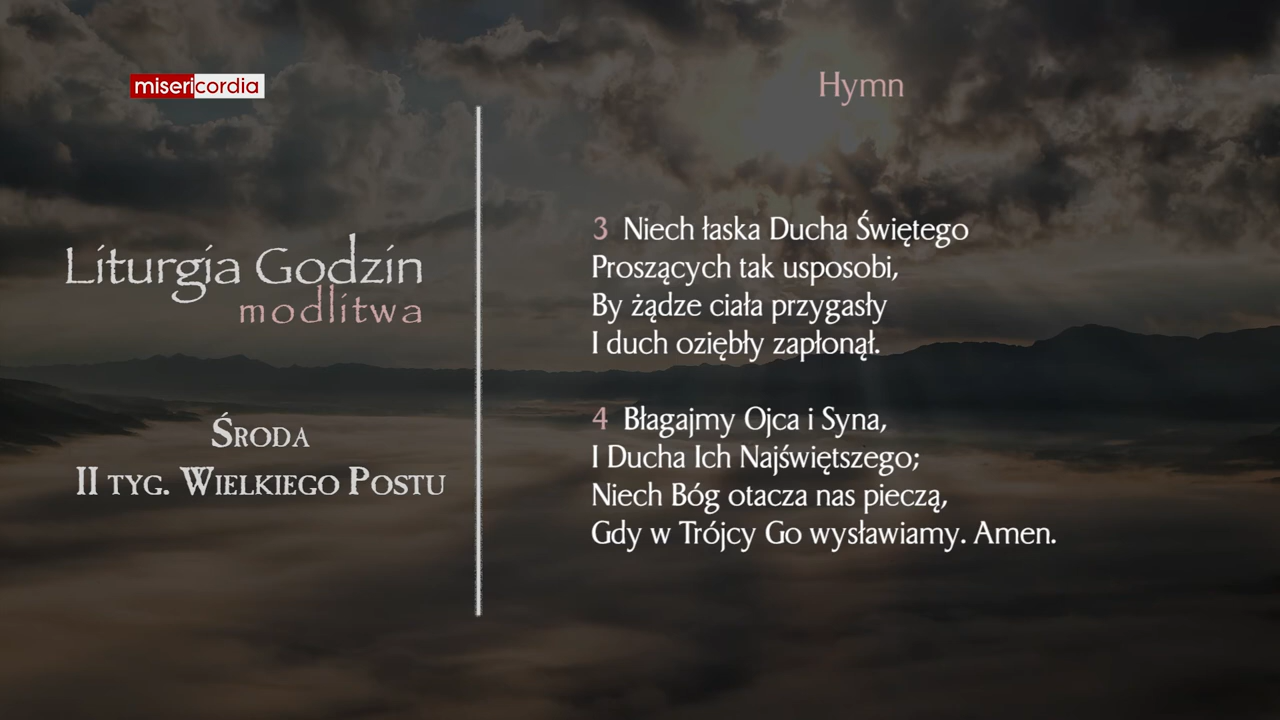 misericordia
Liturgia Godzin
modlitwa
Środa
II tyg. Wielkiego Postu
Hymn
3 Niech łaska Ducha Świętego
Proszących tak usposobi,
By żądze ciała przygasły
I duch oziębły zapłonął.
4 Błagajmy Ojca i Syna,
I Ducha Ich Najświętszego;
Niech Bóg otacza nas pieczą,
Gdy w Trójcy Go wysławiamy. Amen.